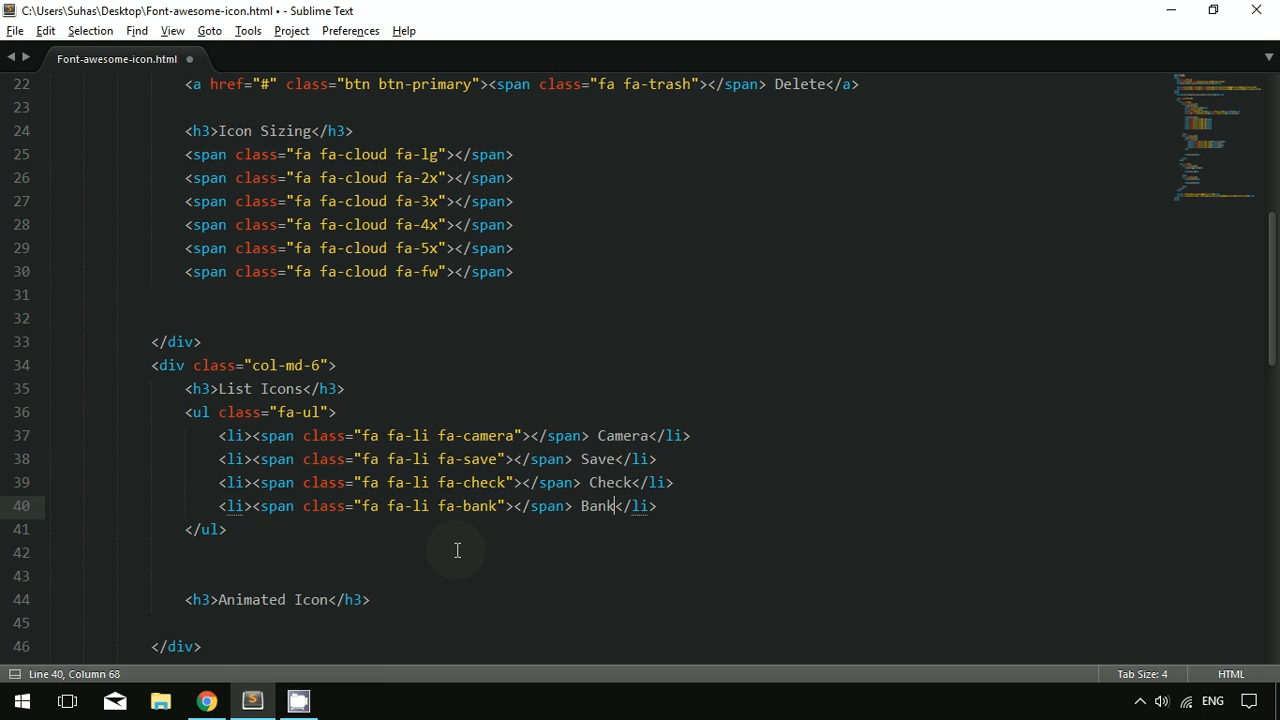 C:\Users\Suhas\Desktop\Font-awesome-icon.html • - Sublime Text
File Edit Selection Find View Goto Tools Project Preferences Help
Font-awesome-icon.html
22 <a href="#" class="btn btn-primary"><span class="fa fa-trash"></span> Delete</a>
23
24 <h3>Icon Sizing</h3>
25 <span class="fa fa-cloud fa-lg"></span>
26 <span class="fa fa-cloud fa-2x"></span>
27 <span class="fa fa-cloud fa-3x"></span>
28 <span class="fa fa-cloud fa-4x"></span>
29 <span class="fa fa-cloud fa-5x"></span>
30 <span class="fa fa-cloud fa-fw"></span>
31
32
33 </div>
34 <div class="col-md-6">
35 <h3>List Icons</h3>
36 <ul class="fa-ul">
37 <li><span class="fa fa-li fa-camera"></span> Camera</li>
38 <li><span class="fa fa-li fa-save"></span> Save</li>
39 <li><span class="fa fa-li fa-check"></span> Check</li>
40 <li><span class="fa fa-li fa-bank"></span> Bank</li>
41 </ul>
42
43
44 <h3>Animated Icon</h3>
45
46 </div>
Line 40, Column 68 Tab Size: 4 HTML
S ENG